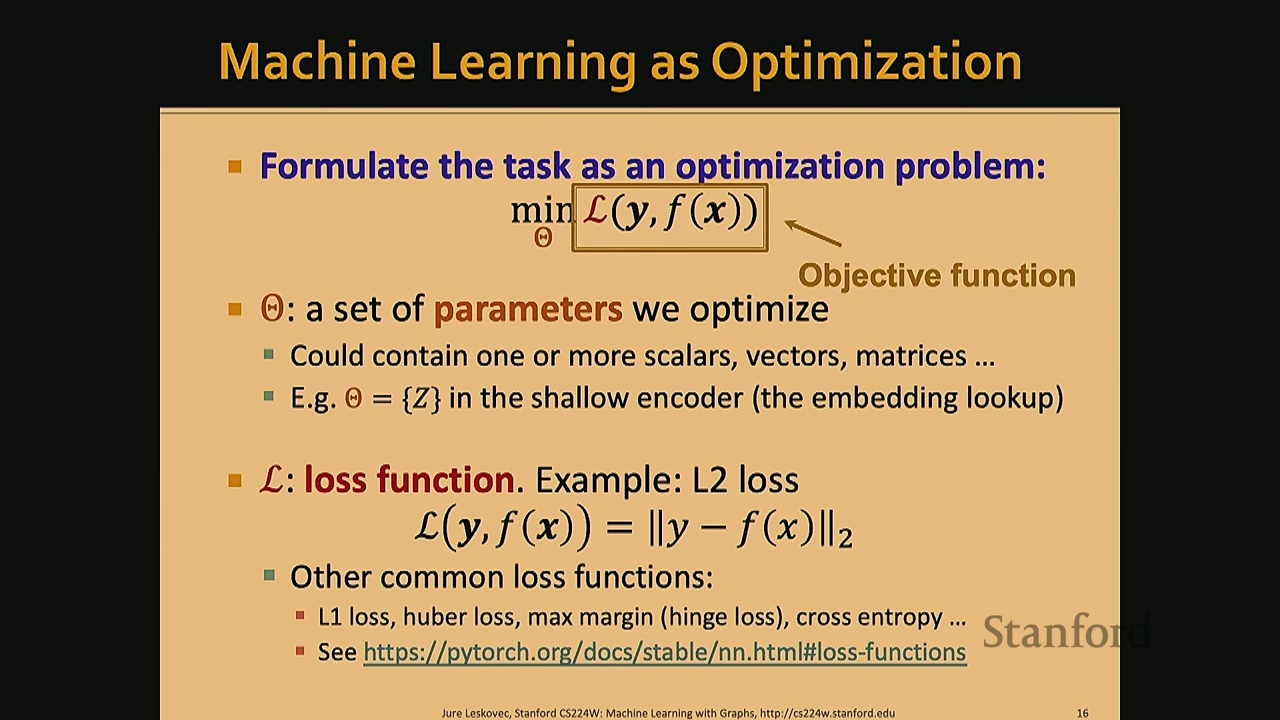 Machine Learning as Optimization
Formulate the task as an optimization problem:
min_Θ ℒ(𝒚, f(𝒙))
Objective function
Θ: a set of parameters we optimize
Could contain one or more scalars, vectors, matrices …
E.g. Θ = {Z} in the shallow encoder (the embedding lookup)
ℒ: loss function. Example: L2 loss
ℒ(𝒚, f(𝒙)) = ‖y − f(x)‖₂
Other common loss functions:
L1 loss, huber loss, max margin (hinge loss), cross entropy …
See https://pytorch.org/docs/stable/nn.html#loss-functions
Stanford
Jure Leskovec, Stanford CS224W: Machine Learning with Graphs, http://cs224w.stanford.edu
16